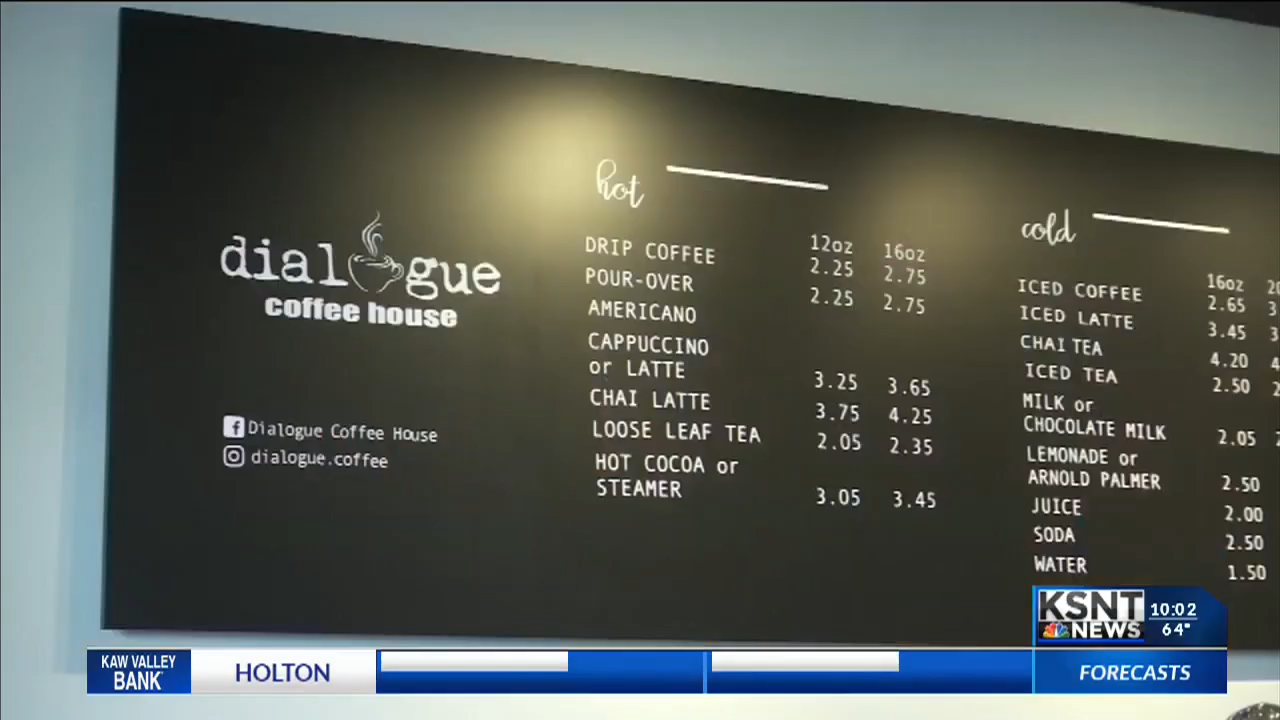 dialogue
coffee house
Dialogue Coffee House
dialogue.coffee
hot
12oz 16oz
DRIP COFFEE 2.25 2.75
POUR-OVER 2.25 2.75
AMERICANO
CAPPUCCINO
or LATTE 3.25 3.65
CHAI LATTE 3.75 4.25
LOOSE LEAF TEA 2.05 2.35
HOT COCOA or
STEAMER 3.05 3.45
cold
16oz
ICED COFFEE 2.65
ICED LATTE 3.45
CHAI TEA 4.20
ICED TEA 2.50
MILK or
CHOCOLATE MILK 2.05
LEMONADE or
ARNOLD PALMER 2.50
JUICE 2.00
SODA 2.50
WATER 1.50
KSNT
NEWS
10:02
64°
KAW VALLEY
BANK
HOLTON
FORECASTS